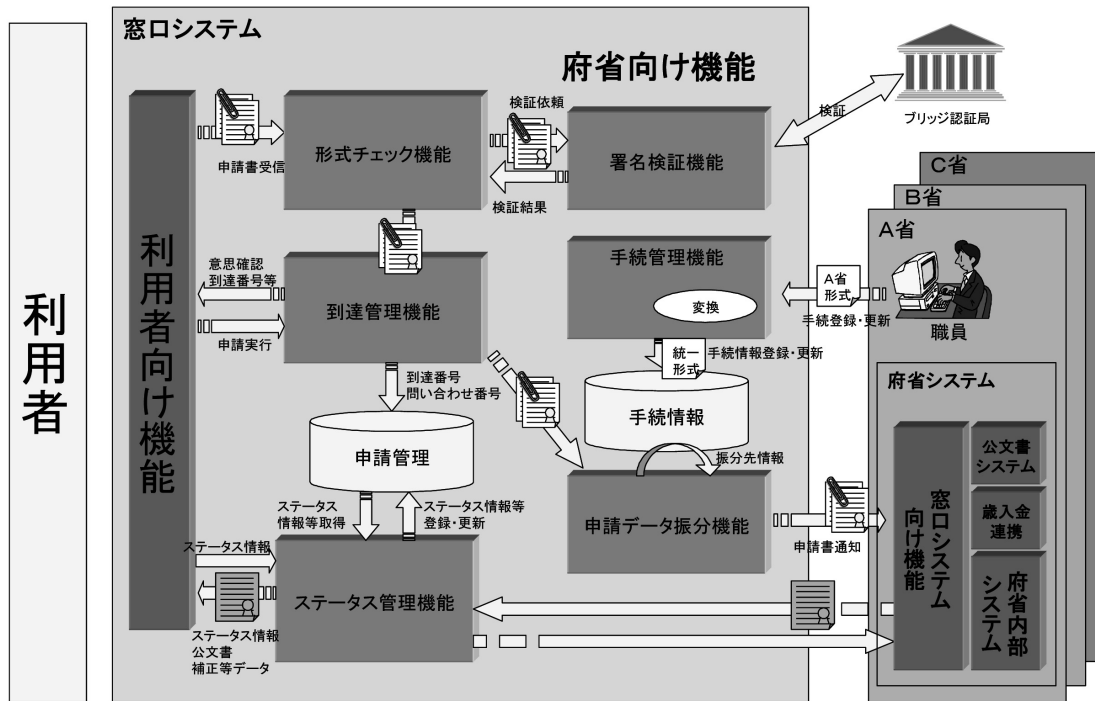 利用者
窓口システム
府省向け機能
利用者向け機能
申請書受信
形式チェック機能
検証依頼
検証結果
署名検証機能
検証
ブリッジ認証局
C省
B省
A省
職員
意思確認
到達番号等
申請実行
到達管理機能
手続管理機能
変換
A省
形式
手続登録・更新
統一
形式
手続情報登録・更新
到達番号
問い合わせ番号
手続情報
申請管理
振分先情報
申請データ振分機能
申請書通知
ステータス
情報等取得
ステータス情報等
登録・更新
ステータス情報
ステータス管理機能
ステータス情報
公文書
補正等データ
府省システム
窓口システム
向け機能
公文書
システム
歳入金
連携
府省内部
システム